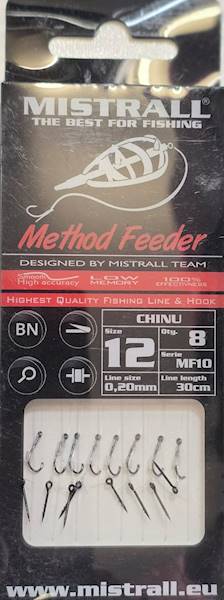 MISTRALL®
THE BEST FOR FISHING
Method Feeder
DESIGNED BY MISTRALL TEAM
Smooth
High accuracy
LOW
MEMORY
100%
EFFECTIVENESS
HIGHEST QUALITY FISHING LINE & HOOK
CHINU
BN
Size
12
Qty.
8
Serie
MF10
Line size
0,20mm
Line length
30cm
www.mistrall.eu